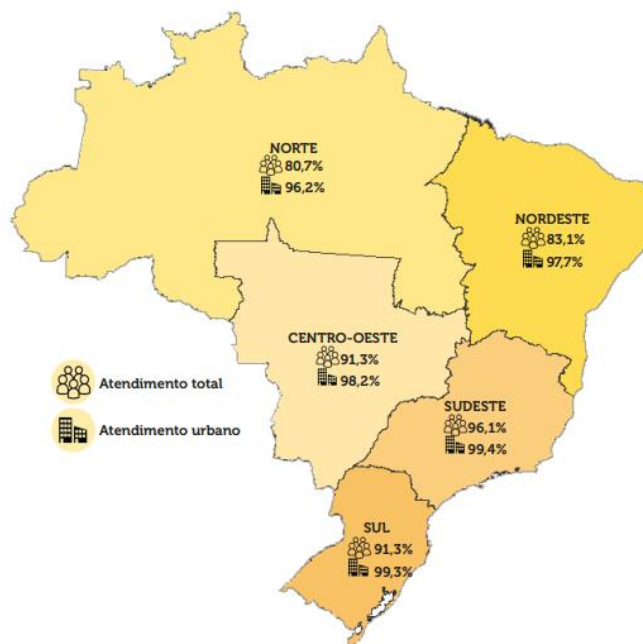 NORTE
80,7%
96,2%
NORDESTE
83,1%
97,7%
CENTRO-OESTE
91,3%
98,2%
Atendimento total
Atendimento urbano
SUDESTE
96,1%
99,4%
SUL
91,3%
99,3%